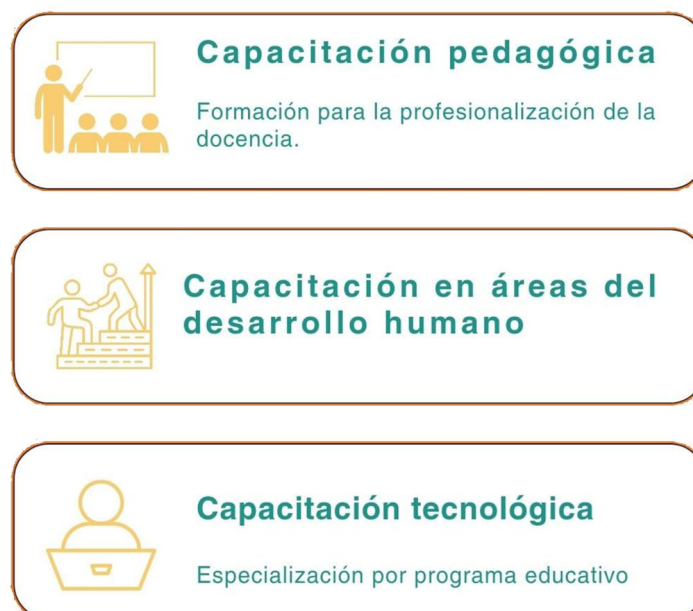 Capacitación pedagógica
Formación para la profesionalización de la
docencia.
Capacitación en áreas del
desarrollo humano
Capacitación tecnológica
Especialización por programa educativo